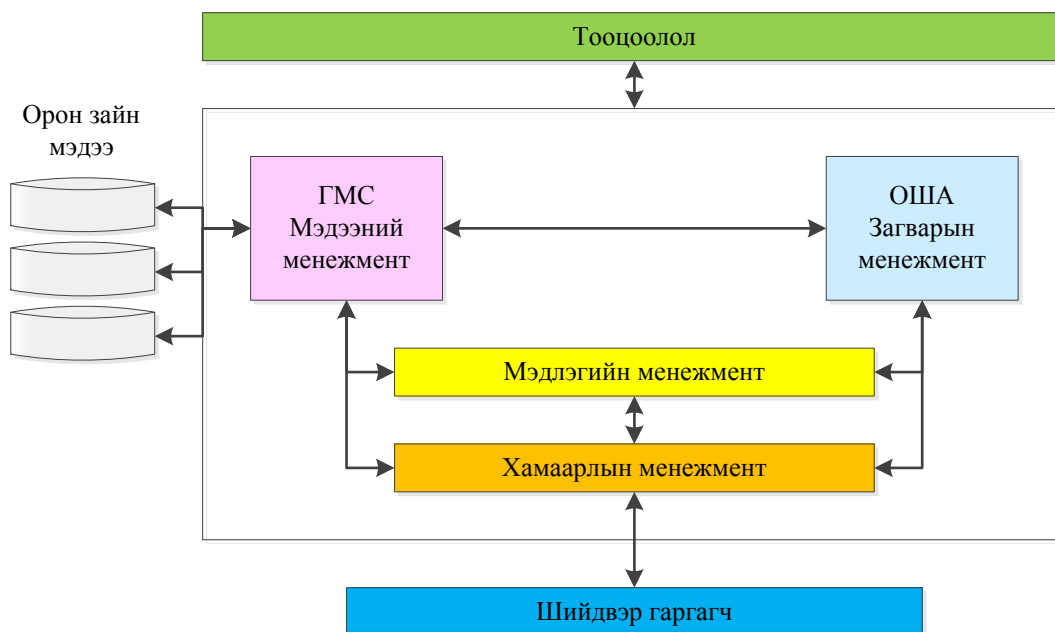 Тооцоолол
Орон зайн
мэдээ
ГМС
Мэдээний
менежмент
ОША
Загварын
менежмент
Мэдлэгийн менежмент
Хамаарлын менежмент
Шийдвэр гаргагч